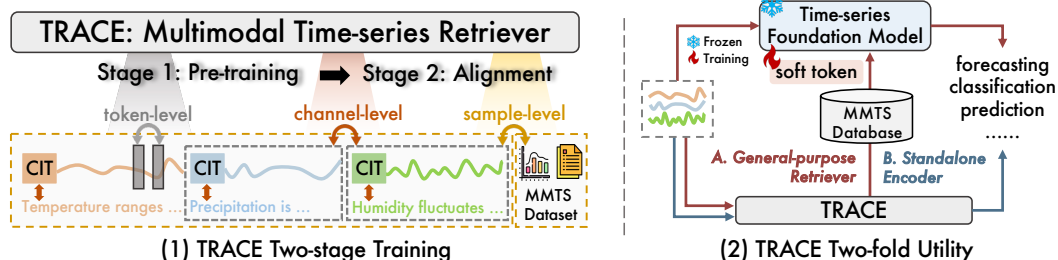 TRACE: Multimodal Time-series Retriever
Stage 1: Pre-training
Stage 2: Alignment
token-level
channel-level
sample-level
CIT
CIT
CIT
Temperature ranges ...
Precipitation is ...
Humidity fluctuates ...
MMTS
Dataset
(1) TRACE Two-stage Training
Time-series
Foundation Model
Frozen
Training
soft token
MMTS
Database
forecasting
classification
prediction
......
A. General-purpose
Retriever
B. Standalone
Encoder
TRACE
(2) TRACE Two-fold Utility